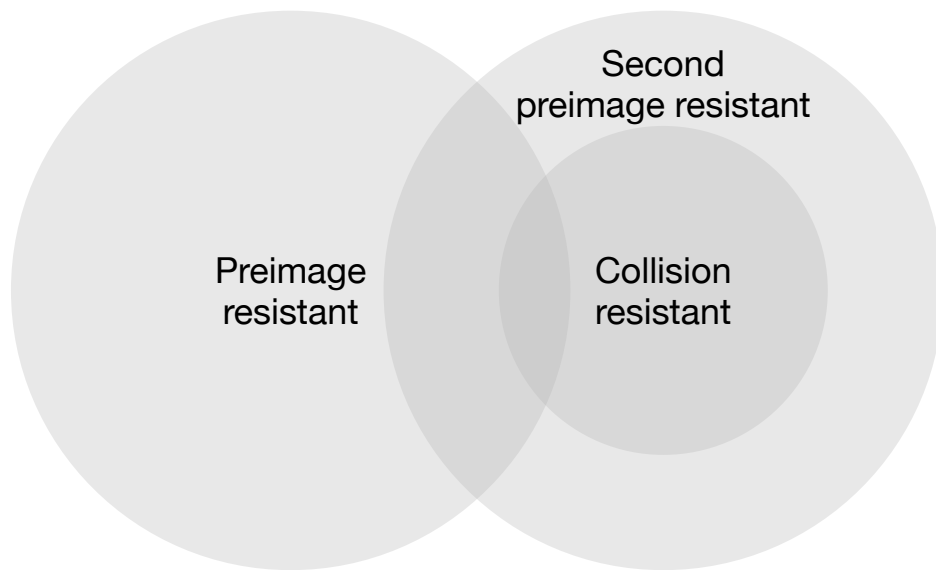 Second
preimage resistant
Preimage
resistant
Collision
resistant